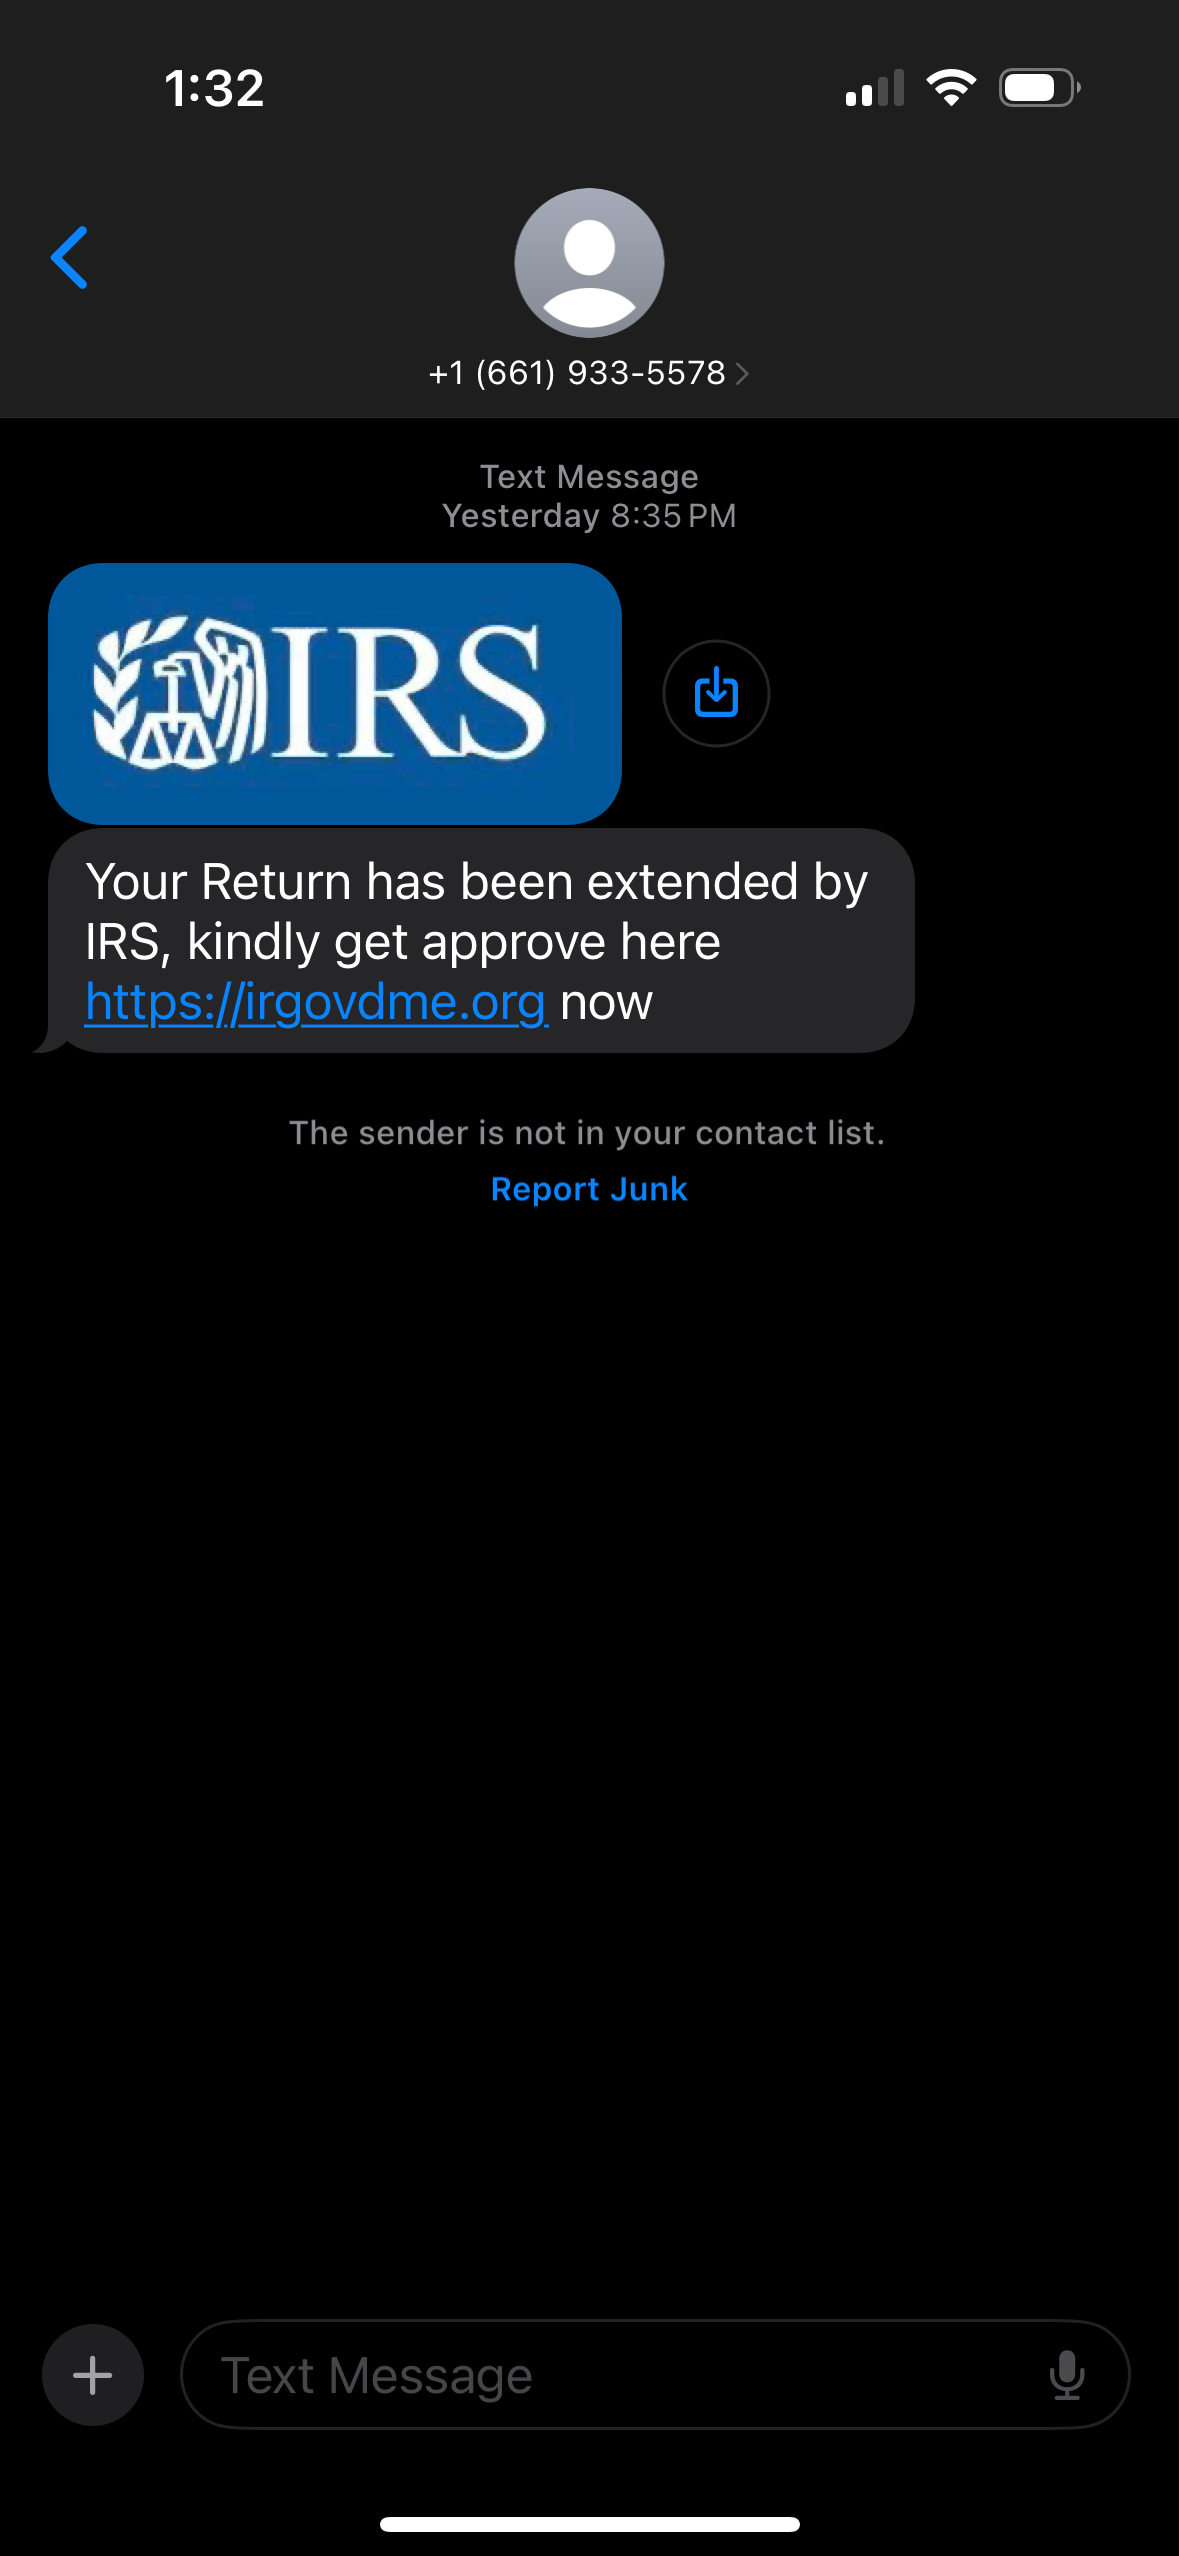 1:32
+1 (661) 933-5578
Text Message
Yesterday 8:35 PM
IRS
Your Return has been extended by
IRS, kindly get approve here
https://irgovdme.org now
The sender is not in your contact list.
Report Junk
Text Message